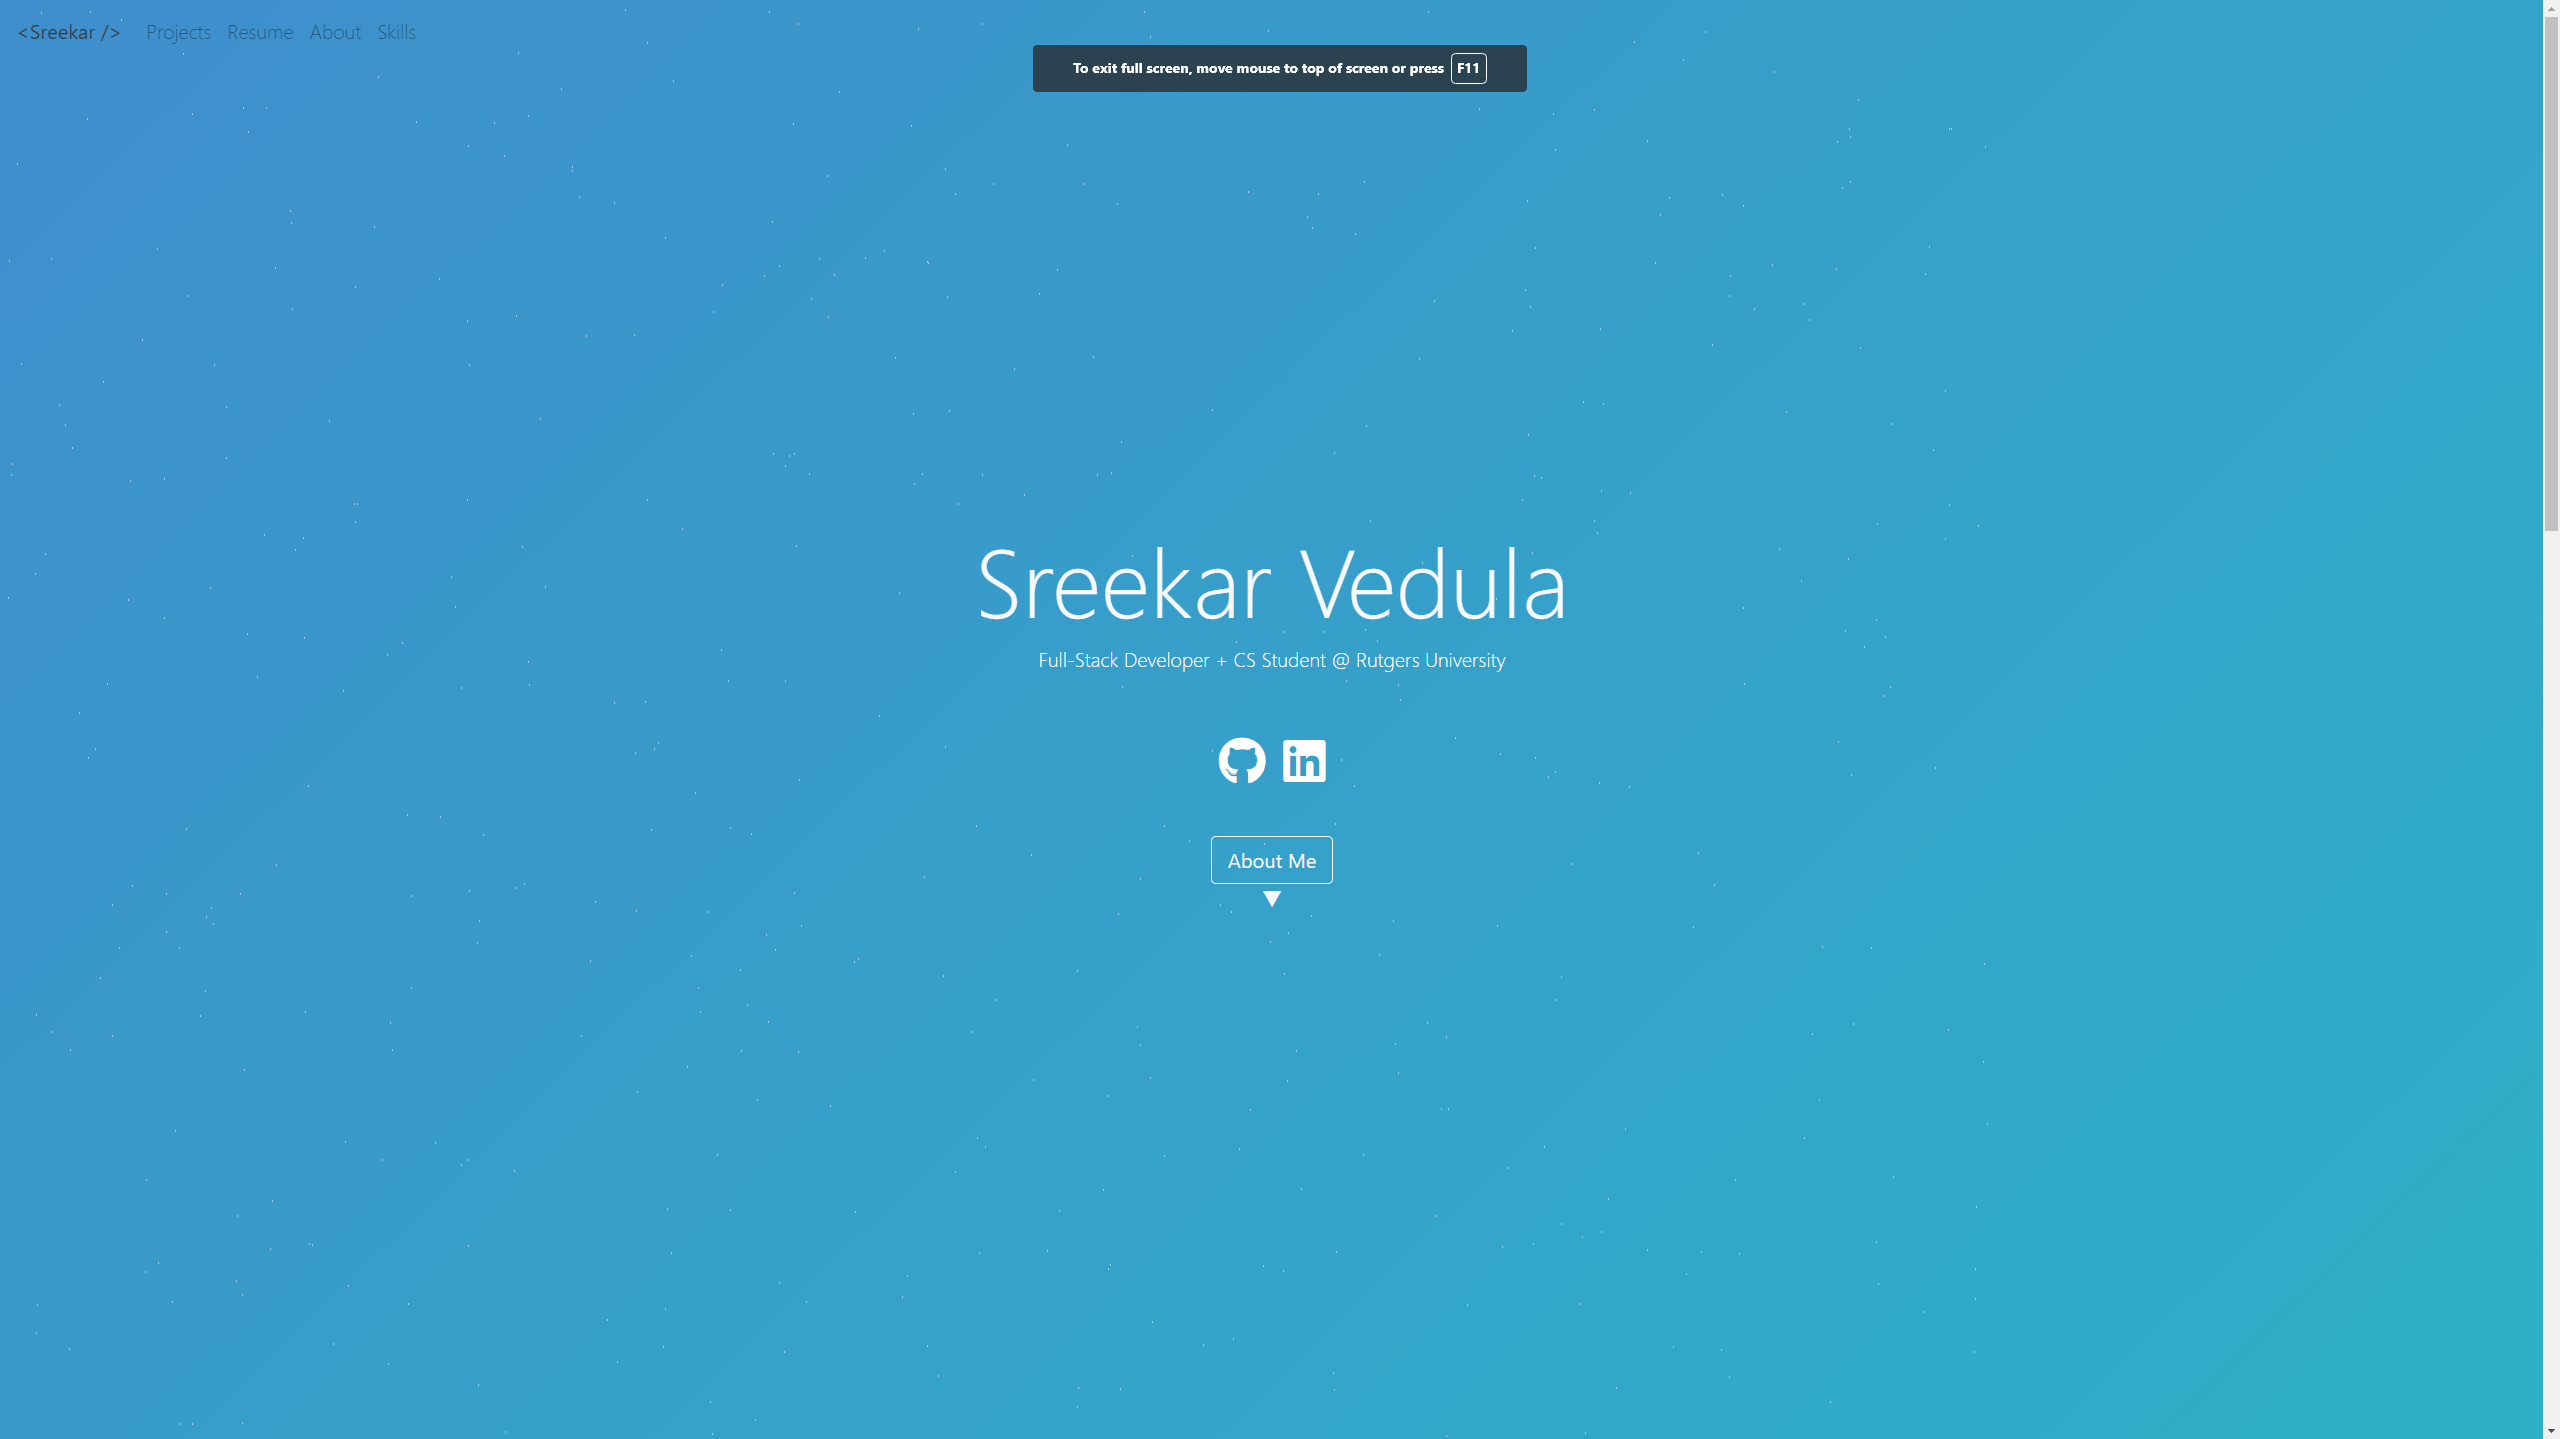 <Sreekar /> Projects Resume About Skills
To exit full screen, move mouse to top of screen or press F11
Sreekar Vedula
Full-Stack Developer + CS Student @ Rutgers University
in
About Me